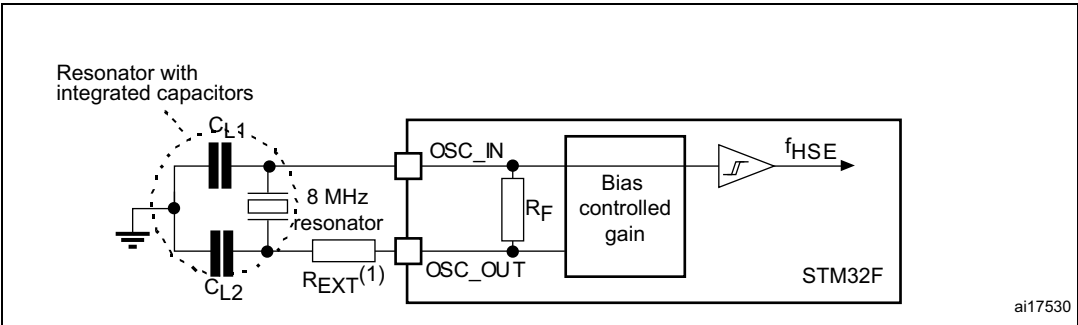 Resonator with
integrated capacitors
CL1
OSC_IN
fHSE
8 MHz
resonator
RF
Bias
controlled
gain
REXT(1)
OSC_OUT
STM32F
CL2
ai17530